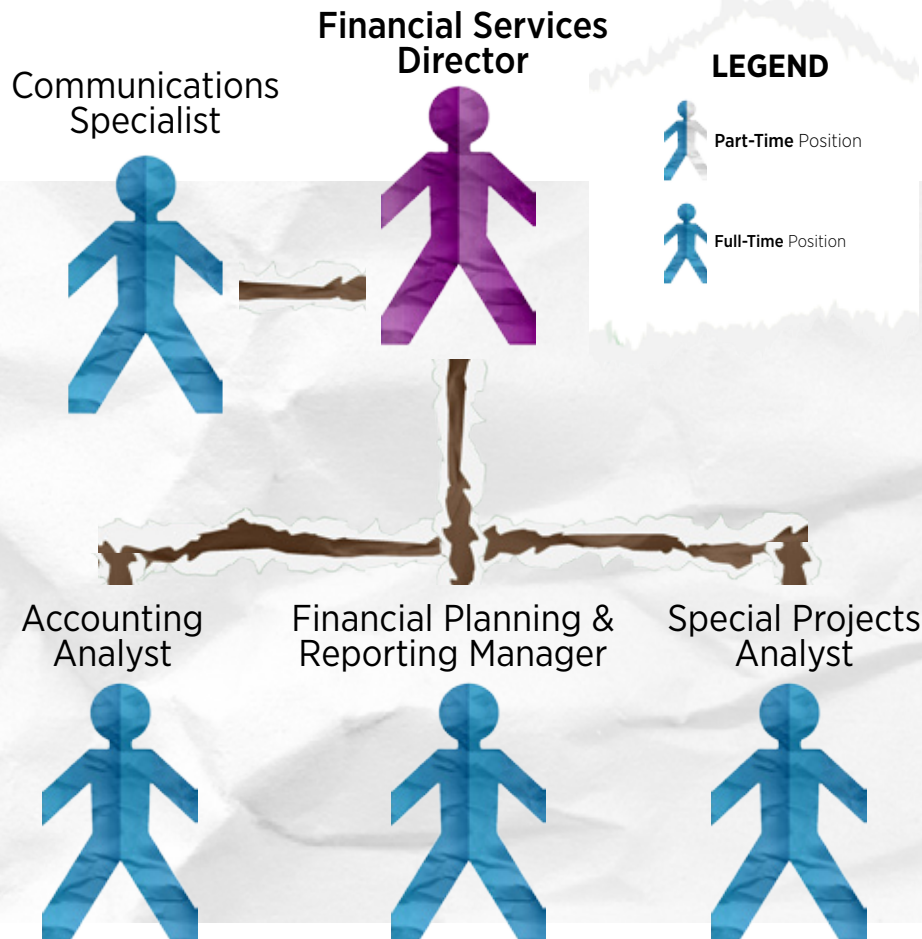 Financial Services
Director
Communications
Specialist
LEGEND
Part-Time Position
Full-Time Position
Accounting
Analyst
Financial Planning &
Reporting Manager
Special Projects
Analyst